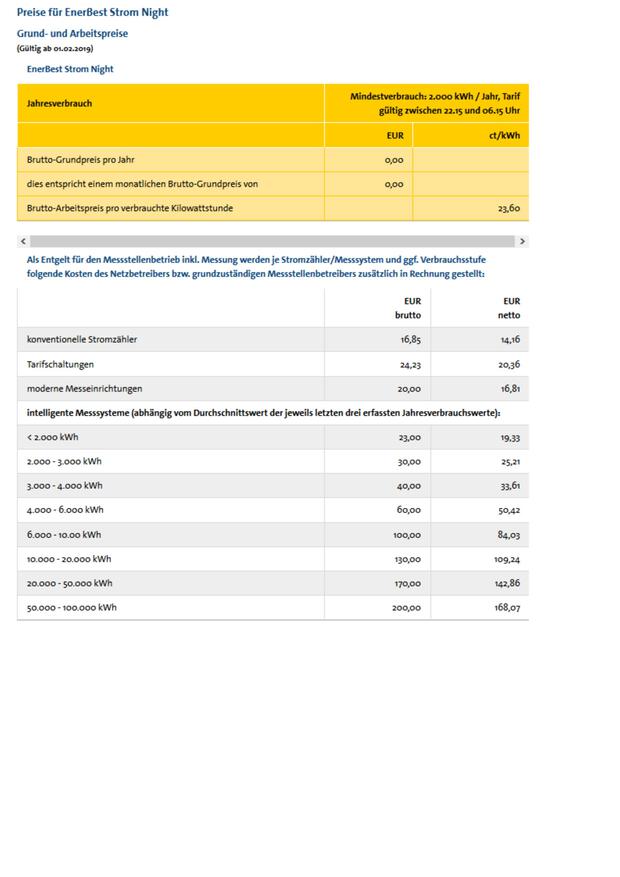 Preise für EnerBest Strom Night
Grund- und Arbeitspreise
(Gültig ab 01.02.2019)
EnerBest Strom Night
Jahresverbrauch
Mindestverbrauch: 2.000 kWh / Jahr, Tarif
gültig zwischen 22.15 und 06.15 Uhr
EUR ct/kWh
Brutto-Grundpreis pro Jahr 0,00
dies entspricht einem monatlichen Brutto-Grundpreis von 0,00
Brutto-Arbeitspreis pro verbrauchte Kilowattstunde 23,60
Als Entgelt für den Messstellenbetrieb inkl. Messung werden je Stromzähler/Messsystem und ggf. Verbrauchsstufe
folgende Kosten des Netzbetreibers bzw. grundzuständigen Messstellenbetreibers zusätzlich in Rechnung gestellt:
EUR EUR
brutto netto
konventionelle Stromzähler 16,85 14,16
Tarifschaltungen 24,23 20,36
moderne Messeinrichtungen 20,00 16,81
intelligente Messsysteme (abhängig vom Durchschnittswert der jeweils letzten drei erfassten Jahresverbrauchswerte):
< 2.000 kWh 23,00 19,33
2.000 - 3.000 kWh 30,00 25,21
3.000 - 4.000 kWh 40,00 33,61
4.000 - 6.000 kWh 60,00 50,42
6.000 - 10.00 kWh 100,00 84,03
10.000 - 20.000 kWh 130,00 109,24
20.000 - 50.000 kWh 170,00 142,86
50.000 - 100.000 kWh 200,00 168,07